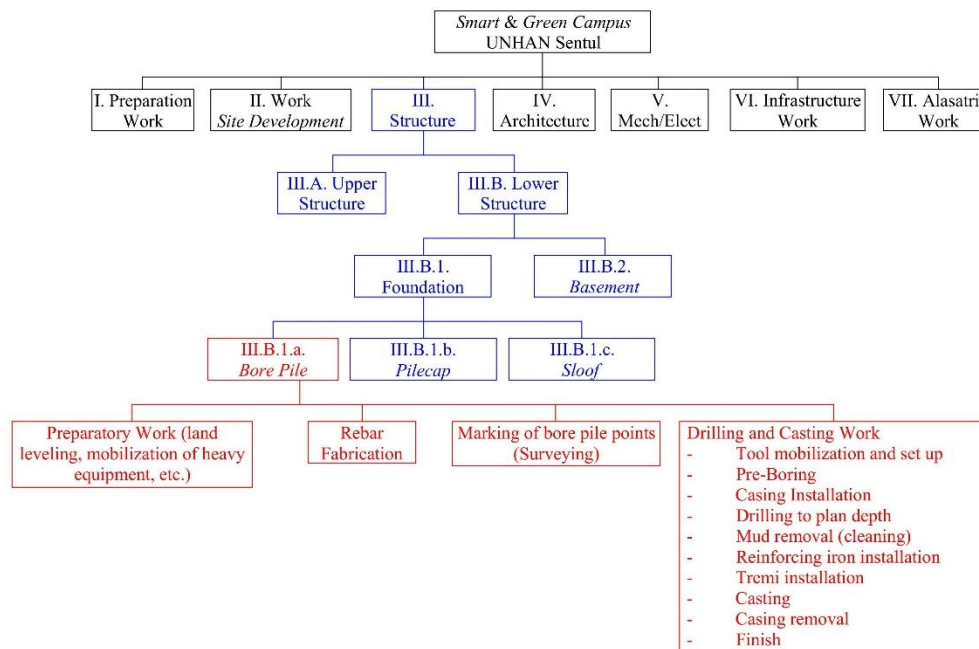 Smart & Green Campus
UNHAN Sentul
I. Preparation
Work
II. Work
Site Development
III.
Structure
IV.
Architecture
V.
Mech/Elect
VI. Infrastructure
Work
VII. Alasatri
Work
III.A. Upper
Structure
III.B. Lower
Structure
III.B.1.
Foundation
III.B.2.
Basement
III.B.1.a.
Bore Pile
III.B.1.b.
Pilecap
III.B.1.c.
Sloof
Preparatory Work (land
leveling, mobilization of heavy
equipment, etc.)
Rebar
Fabrication
Marking of bore pile points
(Surveying)
Drilling and Casting Work
- Tool mobilization and set up
- Pre-Boring
- Casing Installation
- Drilling to plan depth
- Mud removal (cleaning)
- Reinforcing iron installation
- Tremi installation
- Casting
- Casing removal
- Finish